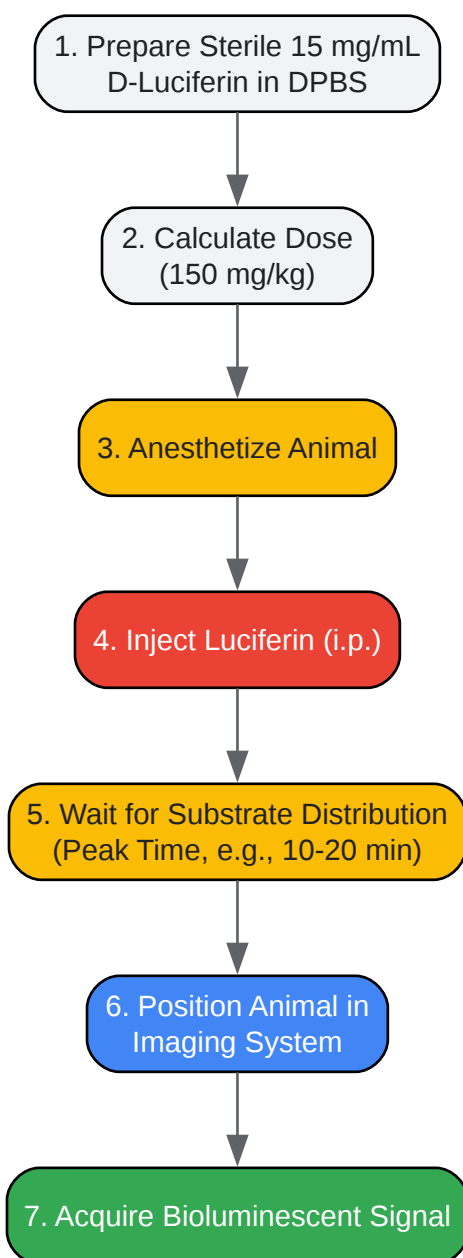 1. Prepare Sterile 15 mg/mL
D-Luciferin in DPBS
2. Calculate Dose
(150 mg/kg)
3. Anesthetize Animal
4. Inject Luciferin (i.p.)
5. Wait for Substrate Distribution
(Peak Time, e.g., 10-20 min)
6. Position Animal in
Imaging System
7. Acquire Bioluminescent Signal